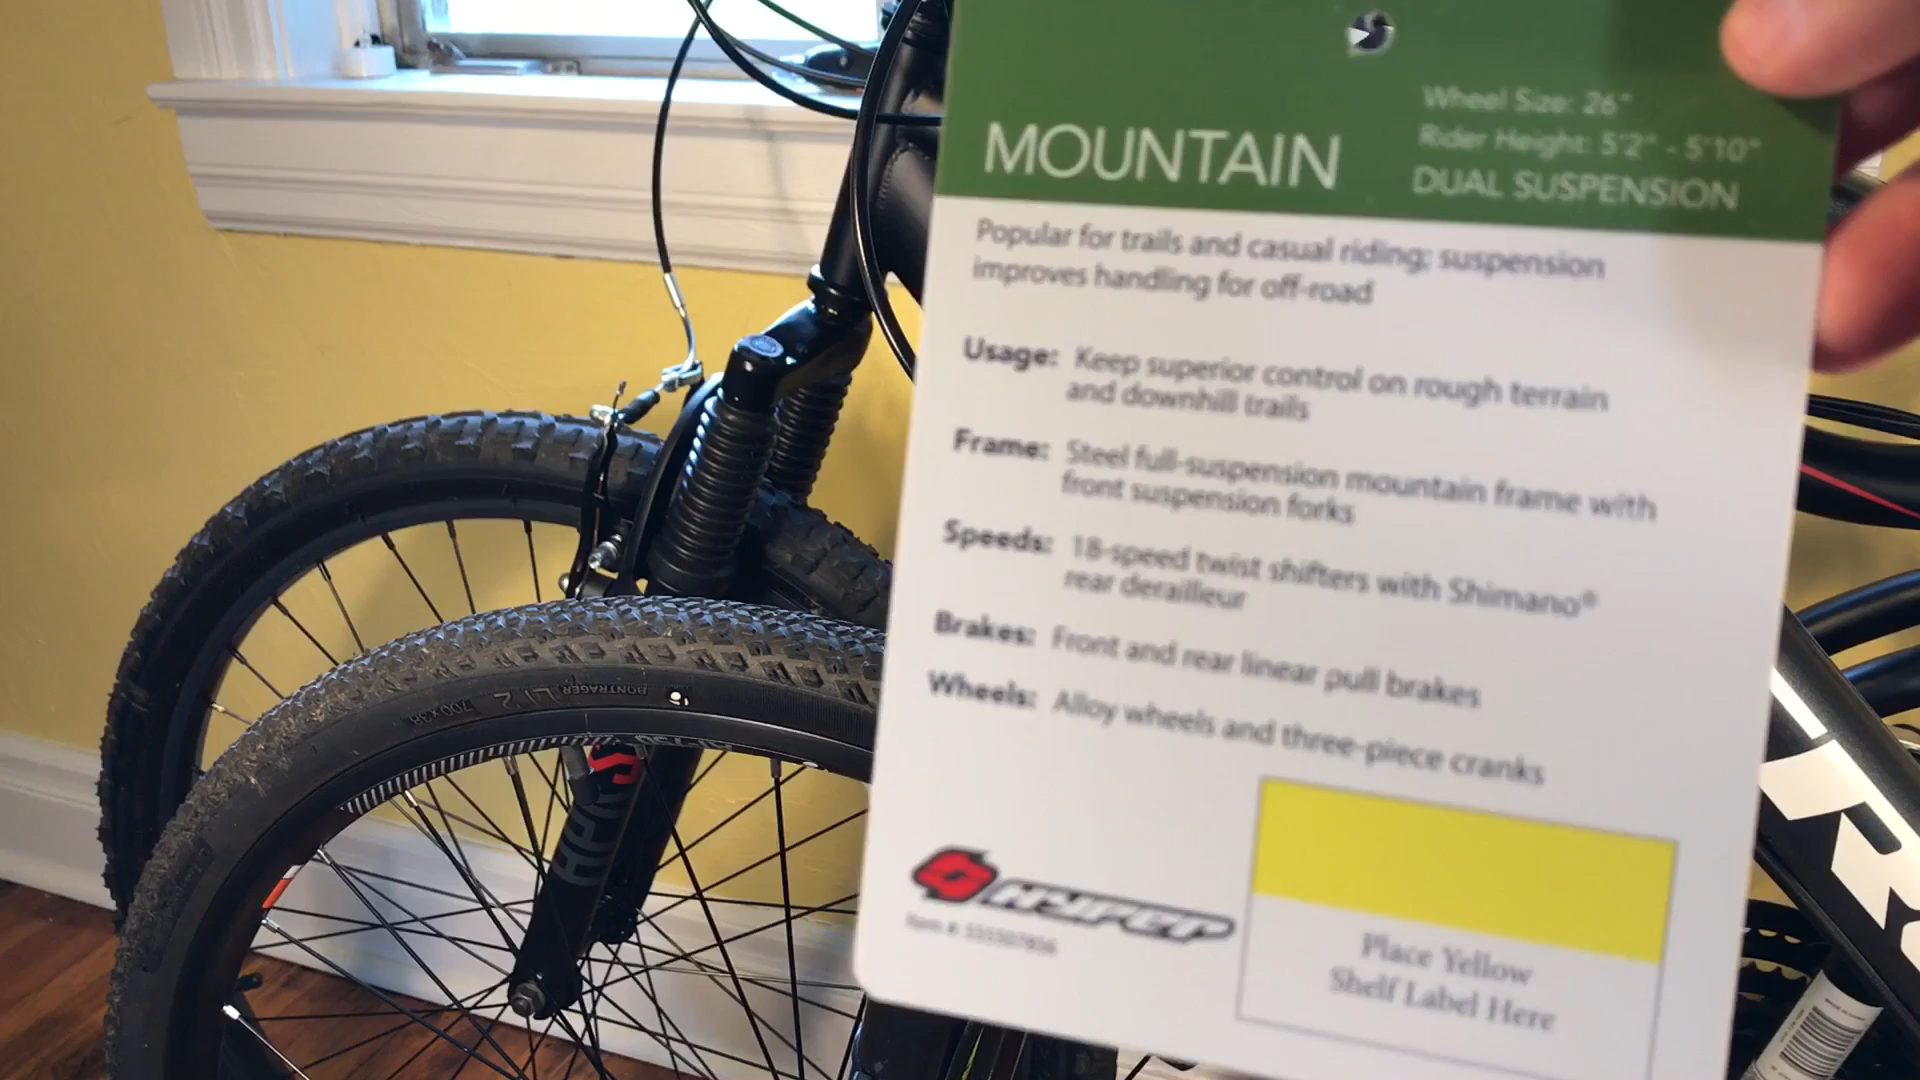 MOUNTAIN
Wheel Size: 26"
Rider Height: 5'2" - 5'10"
DUAL SUSPENSION
Popular for trails and casual riding; suspension
improves handling for off-road
Usage: Keep superior control on rough terrain
and downhill trails
Frame: Steel full-suspension mountain frame with
front suspension forks
Speeds: 18-speed twist shifters with Shimano®
rear derailleur
Brakes: Front and rear linear pull brakes
Wheels: Alloy wheels and three-piece cranks
HYPER
Item #
Place Yellow
Shelf Label Here
BONTRAGER
700x38